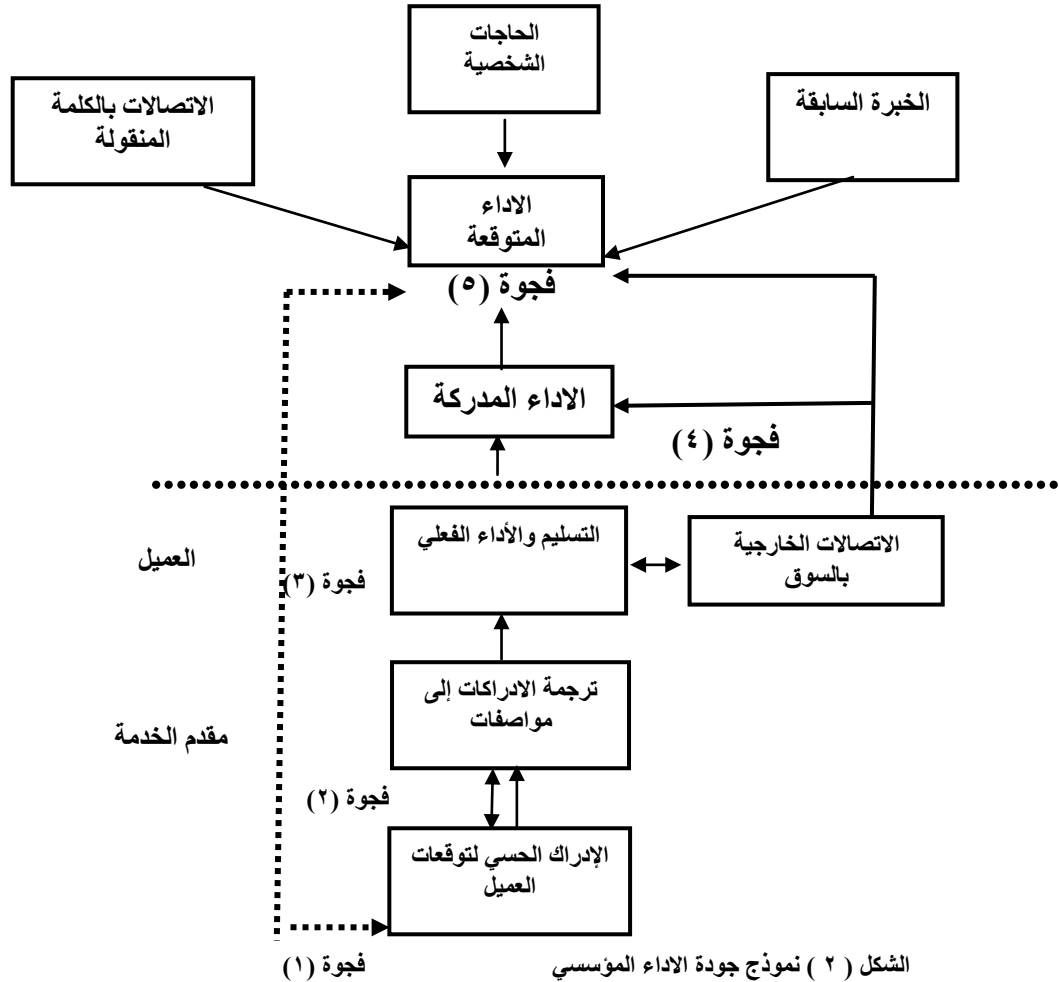 الحاجات
الشخصية
الاتصالات بالكلمة
المنقولة
الخبرة السابقة
الاداء
المتوقعة
فجوة (٥)
الاداء المدركة
فجوة (٤)
التسليم والأداء الفعلي
الاتصالات الخارجية
بالسوق
العميل
فجوة (٣)
ترجمة الادراكات إلى
مواصفات
مقدم الخدمة
فجوة (٢)
الإدراك الحسي لتوقعات
العميل
فجوة (١)
الشكل ( ٢ ) نموذج جودة الاداء المؤسسي